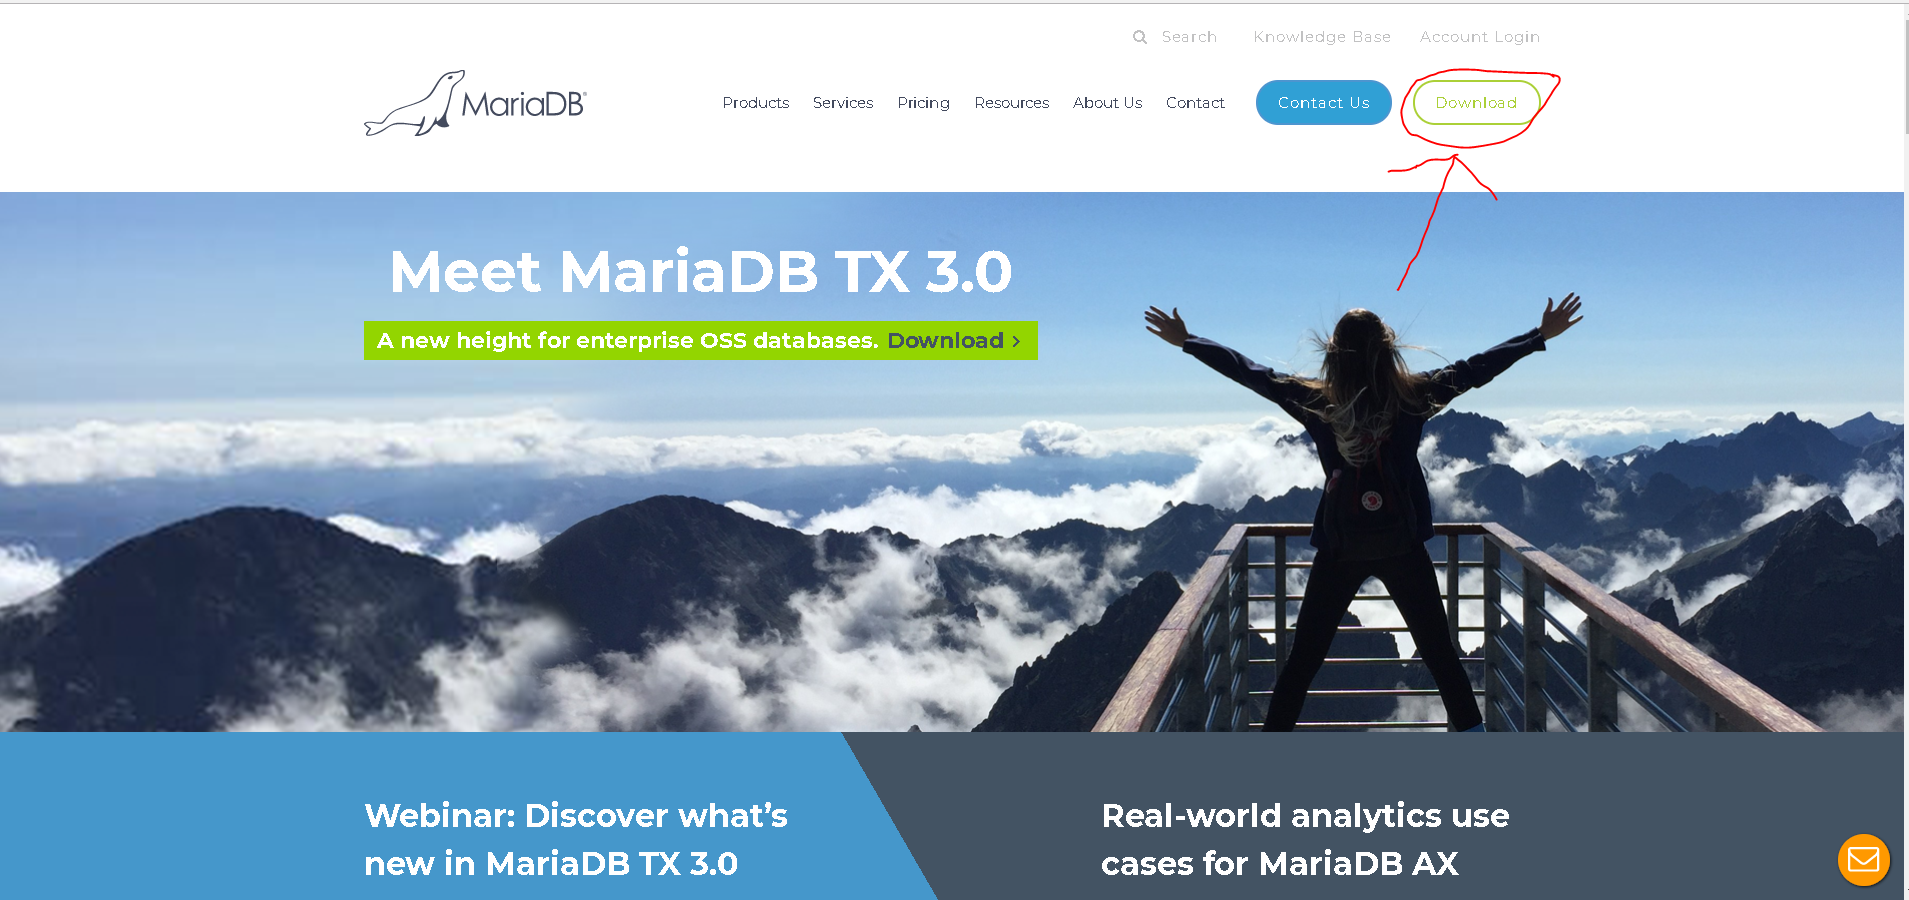 Search Knowledge Base Account Login
MariaDB®
Products Services Pricing Resources About Us Contact Contact Us Download
Meet MariaDB TX 3.0
A new height for enterprise OSS databases. Download >
Webinar: Discover what’s
new in MariaDB TX 3.0
Real-world analytics use
cases for MariaDB AX